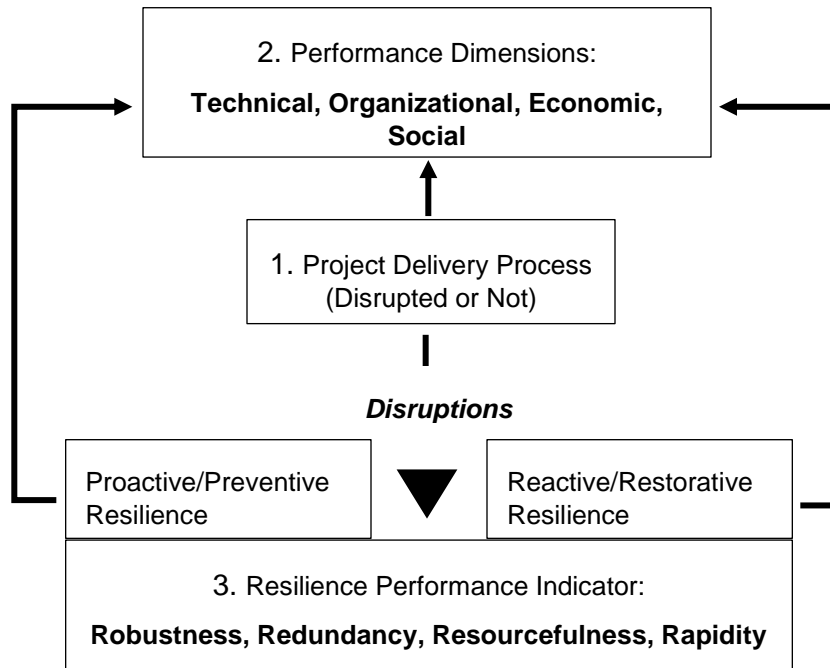 2. Performance Dimensions:
Technical, Organizational, Economic,
Social
1. Project Delivery Process
(Disrupted or Not)
Disruptions
Proactive/Preventive
Resilience
Reactive/Restorative
Resilience
3. Resilience Performance Indicator:
Robustness, Redundancy, Resourcefulness, Rapidity